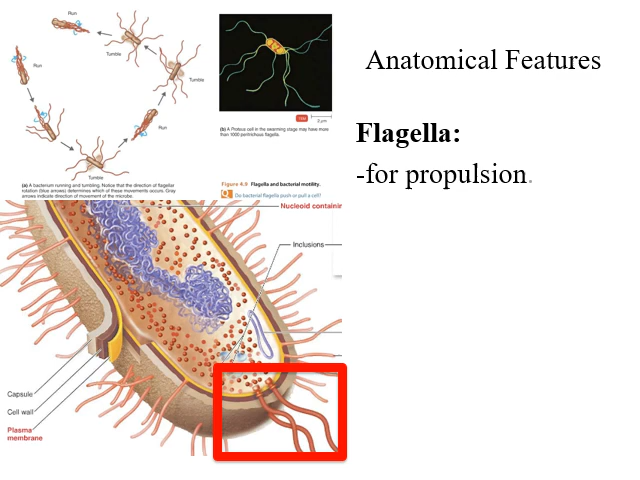 Run
Tumble
Run
Tumble
Run
Tumble
(a) A bacterium running and tumbling. Notice that the direction of flagellar
rotation (blue arrows) determines which of these movements occurs. Gray
arrows indicate direction of movement of the microbe.
TEM
2 μm
(b) A Proteus cell in the swarming stage may have more
than 1000 peritrichous flagella.
Figure 4.9 Flagella and bacterial motility.
Q Do bacterial flagella push or pull a cell?
Anatomical Features
Flagella:
-for propulsion.
Nucleoid containin
Inclusions
Capsule
Cell wall
Plasma
membrane